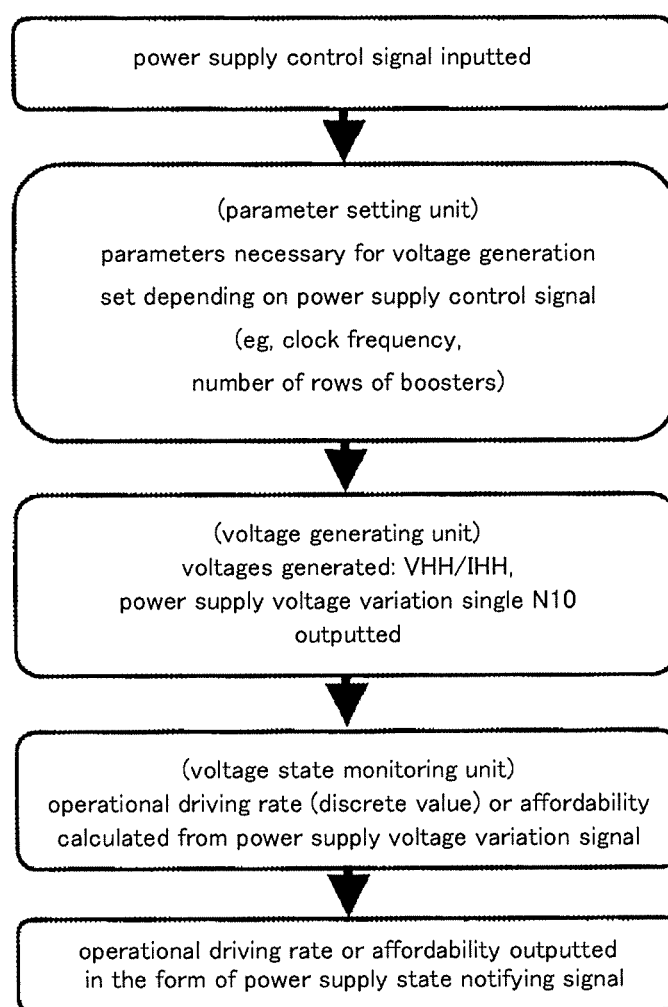 power supply control signal inputted
(parameter setting unit)
parameters necessary for voltage generation
set depending on power supply control signal
(eg, clock frequency,
number of rows of boosters)
(voltage generating unit)
voltages generated: VHH/IHH,
power supply voltage variation single N10
outputted
(voltage state monitoring unit)
operational driving rate (discrete value) or affordability
calculated from power supply voltage variation signal
operational driving rate or affordability outputted
in the form of power supply state notifying signal